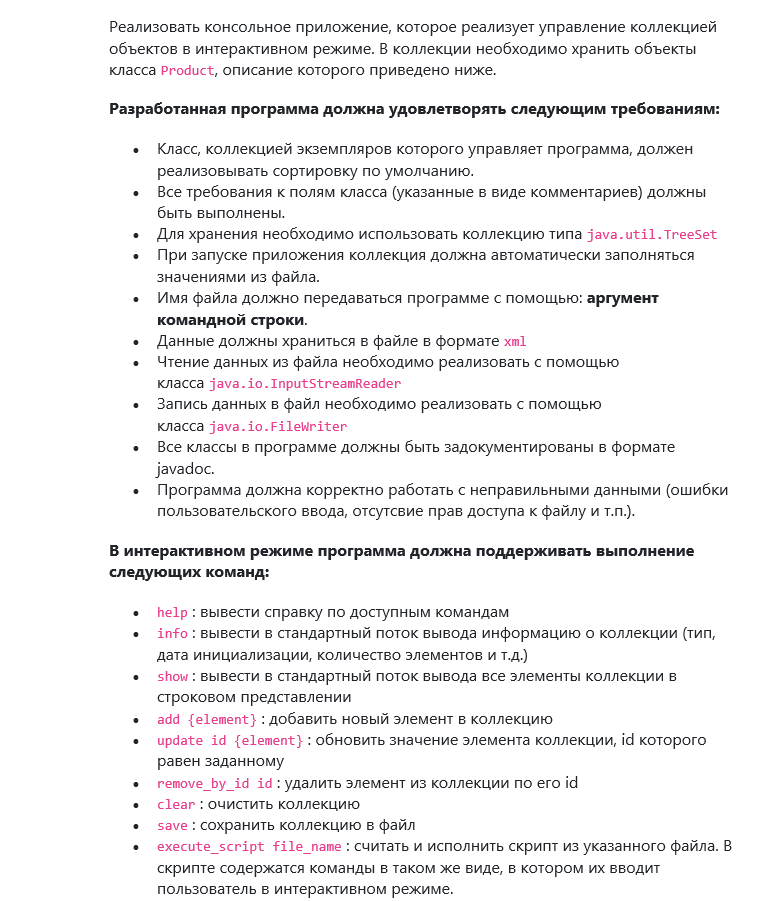 Реализовать консольное приложение, которое реализует управление коллекцией
объектов в интерактивном режиме. В коллекции необходимо хранить объекты
класса Product, описание которого приведено ниже.
Разработанная программа должна удовлетворять следующим требованиям:
• Класс, коллекцией экземпляров которого управляет программа, должен
реализовывать сортировку по умолчанию.
• Все требования к полям класса (указанные в виде комментариев) должны
быть выполнены.
• Для хранения необходимо использовать коллекцию типа java.util.TreeSet
• При запуске приложения коллекция должна автоматически заполняться
значениями из файла.
• Имя файла должно передаваться программе с помощью: аргумент
командной строки.
• Данные должны храниться в файле в формате xml
• Чтение данных из файла необходимо реализовать с помощью
класса java.io.InputStreamReader
• Запись данных в файл необходимо реализовать с помощью
класса java.io.FileWriter
• Все классы в программе должны быть задокументированы в формате
javadoc.
• Программа должна корректно работать с неправильными данными (ошибки
пользовательского ввода, отсутсвие прав доступа к файлу и т.п.).
В интерактивном режиме программа должна поддерживать выполнение
следующих команд:
• help : вывести справку по доступным командам
• info : вывести в стандартный поток вывода информацию о коллекции (тип,
дата инициализации, количество элементов и т.д.)
• show : вывести в стандартный поток вывода все элементы коллекции в
строковом представлении
• add {element} : добавить новый элемент в коллекцию
• update id {element} : обновить значение элемента коллекции, id которого
равен заданному
• remove_by_id id : удалить элемент из коллекции по его id
• clear : очистить коллекцию
• save : сохранить коллекцию в файл
• execute_script file_name : считать и исполнить скрипт из указанного файла. В
скрипте содержатся команды в таком же виде, в котором их вводит
пользователь в интерактивном режиме.